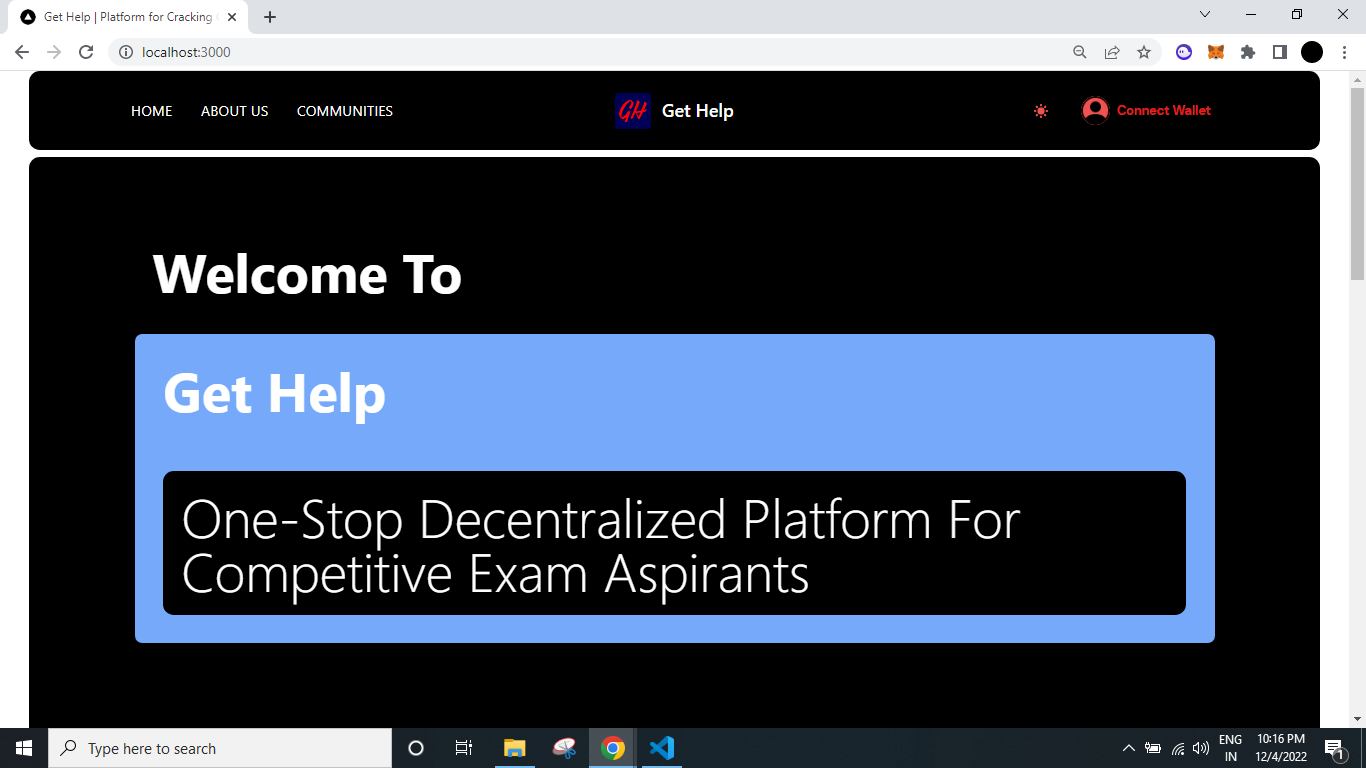 Get Help | Platform for Cracking
localhost:3000
HOME
ABOUT US
COMMUNITIES
GH
Get Help
Connect Wallet
Welcome To
Get Help
One-Stop Decentralized Platform For
Competitive Exam Aspirants
Type here to search
ENG
IN
10:16 PM
12/4/2022
1